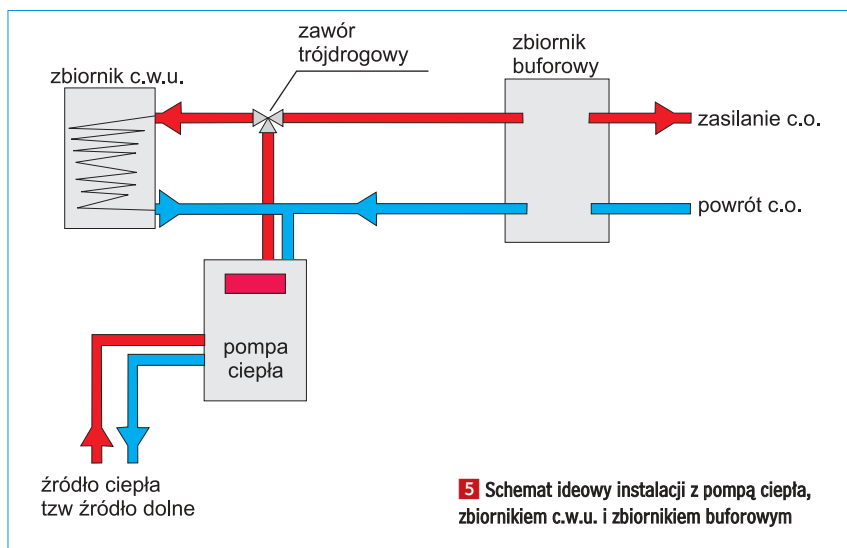 zawór
trójdrogowy
zbiornik
buforowy
zbiornik c.w.u.
zasilanie c.o.
powrót c.o.
pompa
ciepła
źródło ciepła
tzw źródło dolne
5 Schemat ideowy instalacji z pompą ciepła,
zbiornikiem c.w.u. i zbiornikiem buforowym